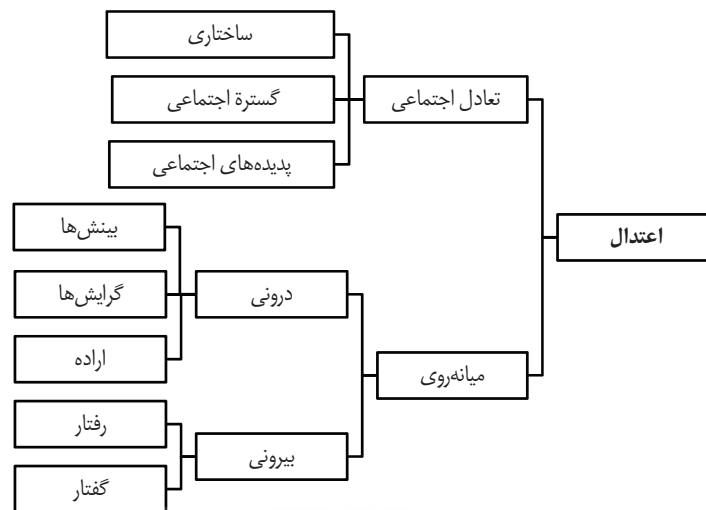 اعتدال
تعادل اجتماعی
ساختاری
گسترة اجتماعی
پدیده‌های اجتماعی
میانه‌روی
درونی
بینش‌ها
گرایش‌ها
اراده
بیرونی
رفتار
گفتار